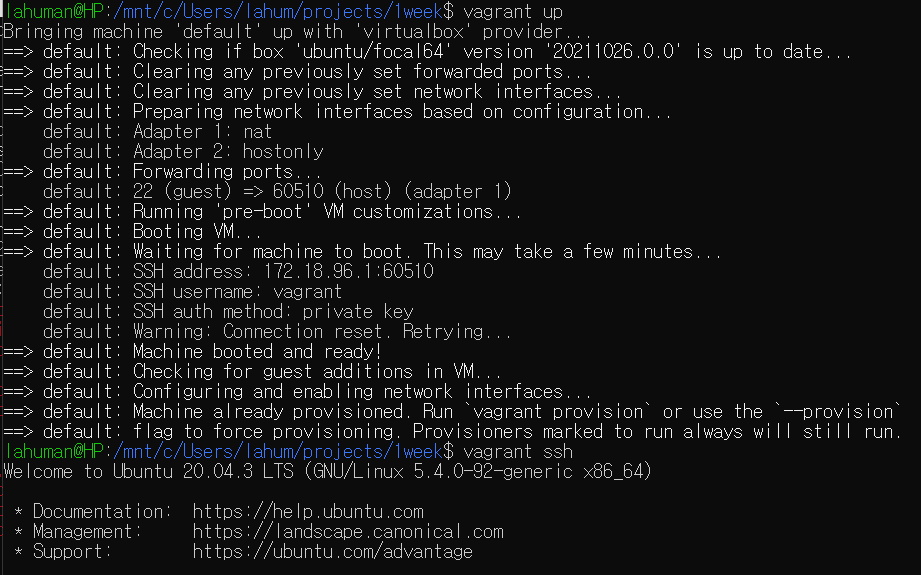 lahuman@HP:/mnt/c/Users/lahum/projects/1week$ vagrant up
Bringing machine 'default' up with 'virtualbox' provider...
==> default: Checking if box 'ubuntu/focal64' version '20211026.0.0' is up to date...
==> default: Clearing any previously set forwarded ports...
==> default: Clearing any previously set network interfaces...
==> default: Preparing network interfaces based on configuration...
    default: Adapter 1: nat
    default: Adapter 2: hostonly
==> default: Forwarding ports...
    default: 22 (guest) => 60510 (host) (adapter 1)
==> default: Running 'pre-boot' VM customizations...
==> default: Booting VM...
==> default: Waiting for machine to boot. This may take a few minutes...
    default: SSH address: 172.18.96.1:60510
    default: SSH username: vagrant
    default: SSH auth method: private key
    default: Warning: Connection reset. Retrying...
==> default: Machine booted and ready!
==> default: Checking for guest additions in VM...
==> default: Configuring and enabling network interfaces...
==> default: Machine already provisioned. Run `vagrant provision` or use the `--provision`
==> default: flag to force provisioning. Provisioners marked to run always will still run.
lahuman@HP:/mnt/c/Users/lahum/projects/1week$ vagrant ssh
Welcome to Ubuntu 20.04.3 LTS (GNU/Linux 5.4.0-92-generic x86_64)
 * Documentation:  https://help.ubuntu.com
 * Management:     https://landscape.canonical.com
 * Support:        https://ubuntu.com/advantage